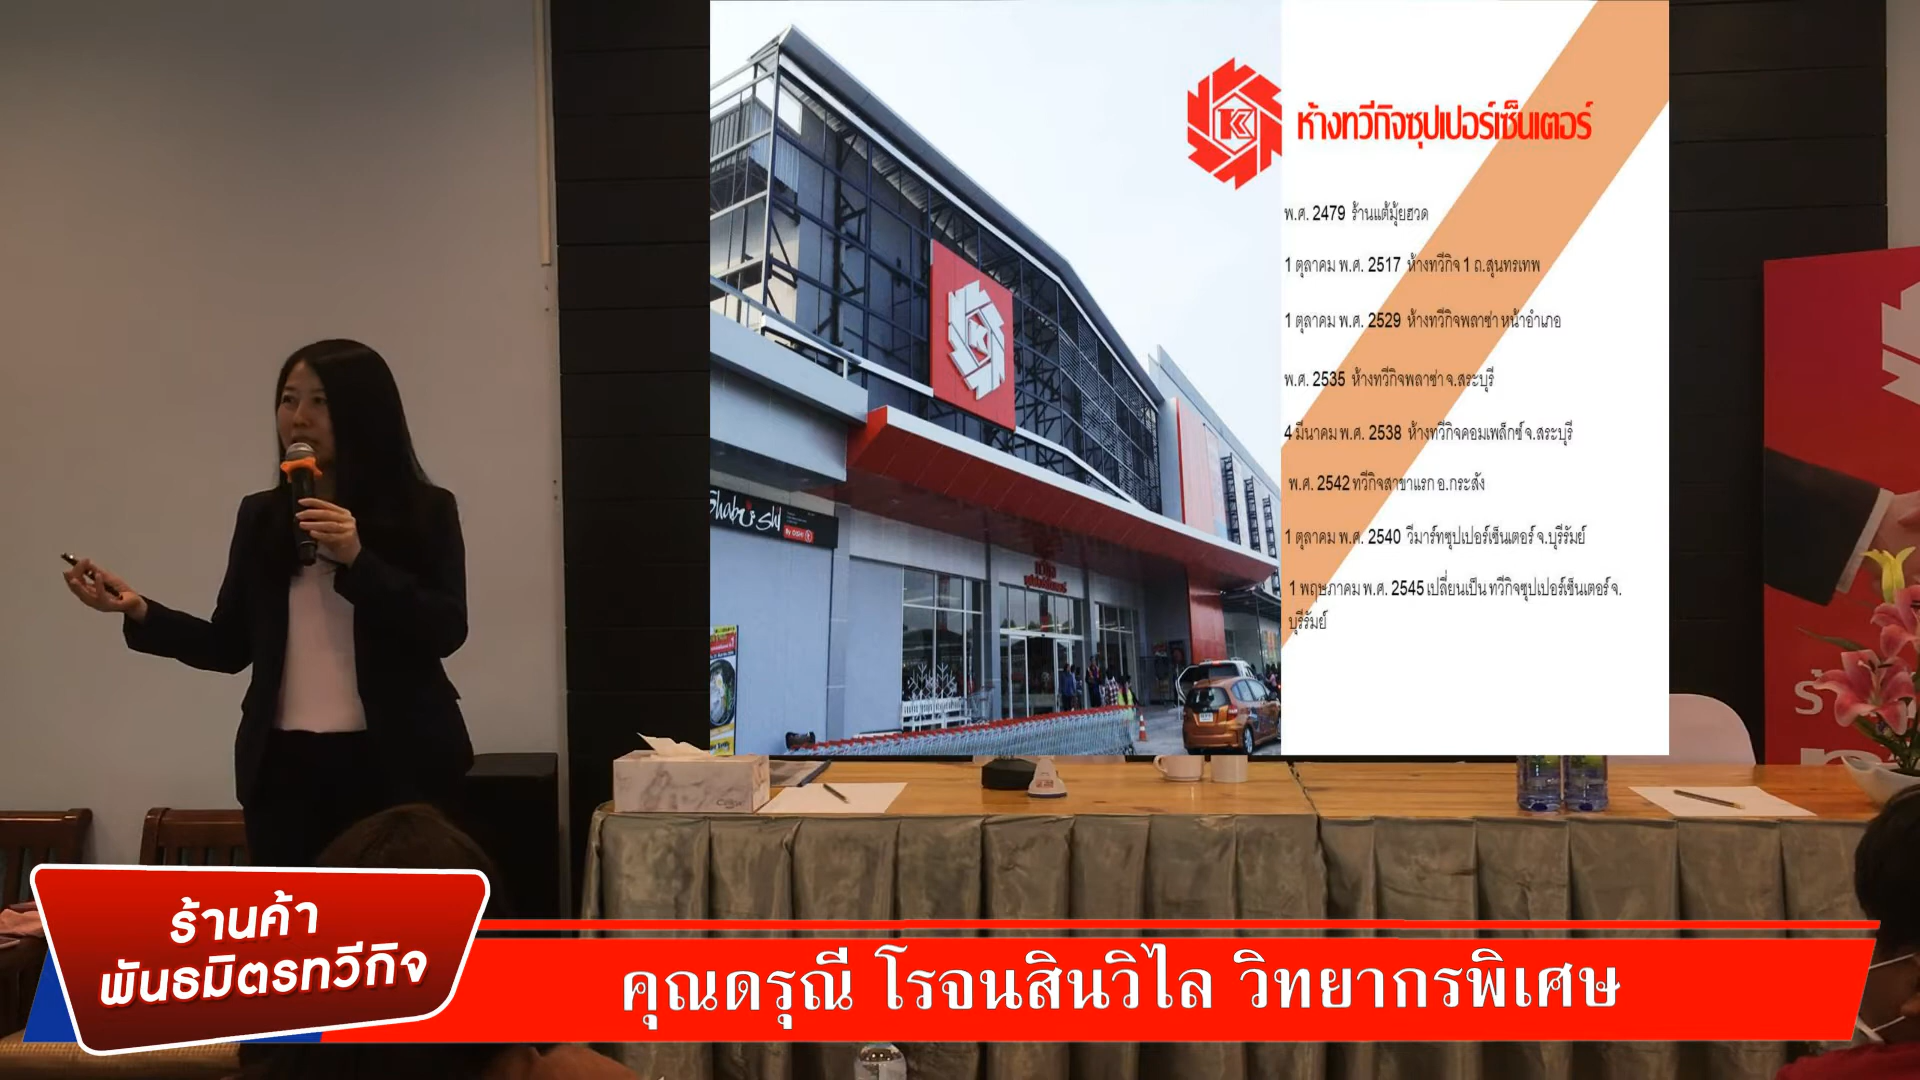 ห้างทวีกิจซุปเปอร์เซ็นเตอร์
พ.ศ. 2479 ร้านแต้มุ้ยฮวด
1 ตุลาคม พ.ศ. 2517 ห้างทวีกิจ 1 ถ.สุนทรเทพ
1 ตุลาคม พ.ศ. 2529 ห้างทวีกิจพลาซ่า หน้าอำเภอ
พ.ศ. 2535 ห้างทวีกิจพลาซ่า จ.สระบุรี
4 มีนาคม พ.ศ. 2538 ห้างทวีกิจคอมเพล็กซ์ จ.สระบุรี
พ.ศ. 2542 ทวีกิจสาขาแรก อ.กระสัง
1 ตุลาคม พ.ศ. 2540 วีมาร์ทซุปเปอร์เซ็นเตอร์ จ.บุรีรัมย์
1 พฤษภาคม พ.ศ. 2545 เปลี่ยนเป็น ทวีกิจซุปเปอร์เซ็นเตอร์ จ.
บุรีรัมย์
Shabushi
By OISHI
ร้านค้า
พันธมิตรทวีกิจ
คุณดรุณี โรจนสินวิไล วิทยากรพิเศษ